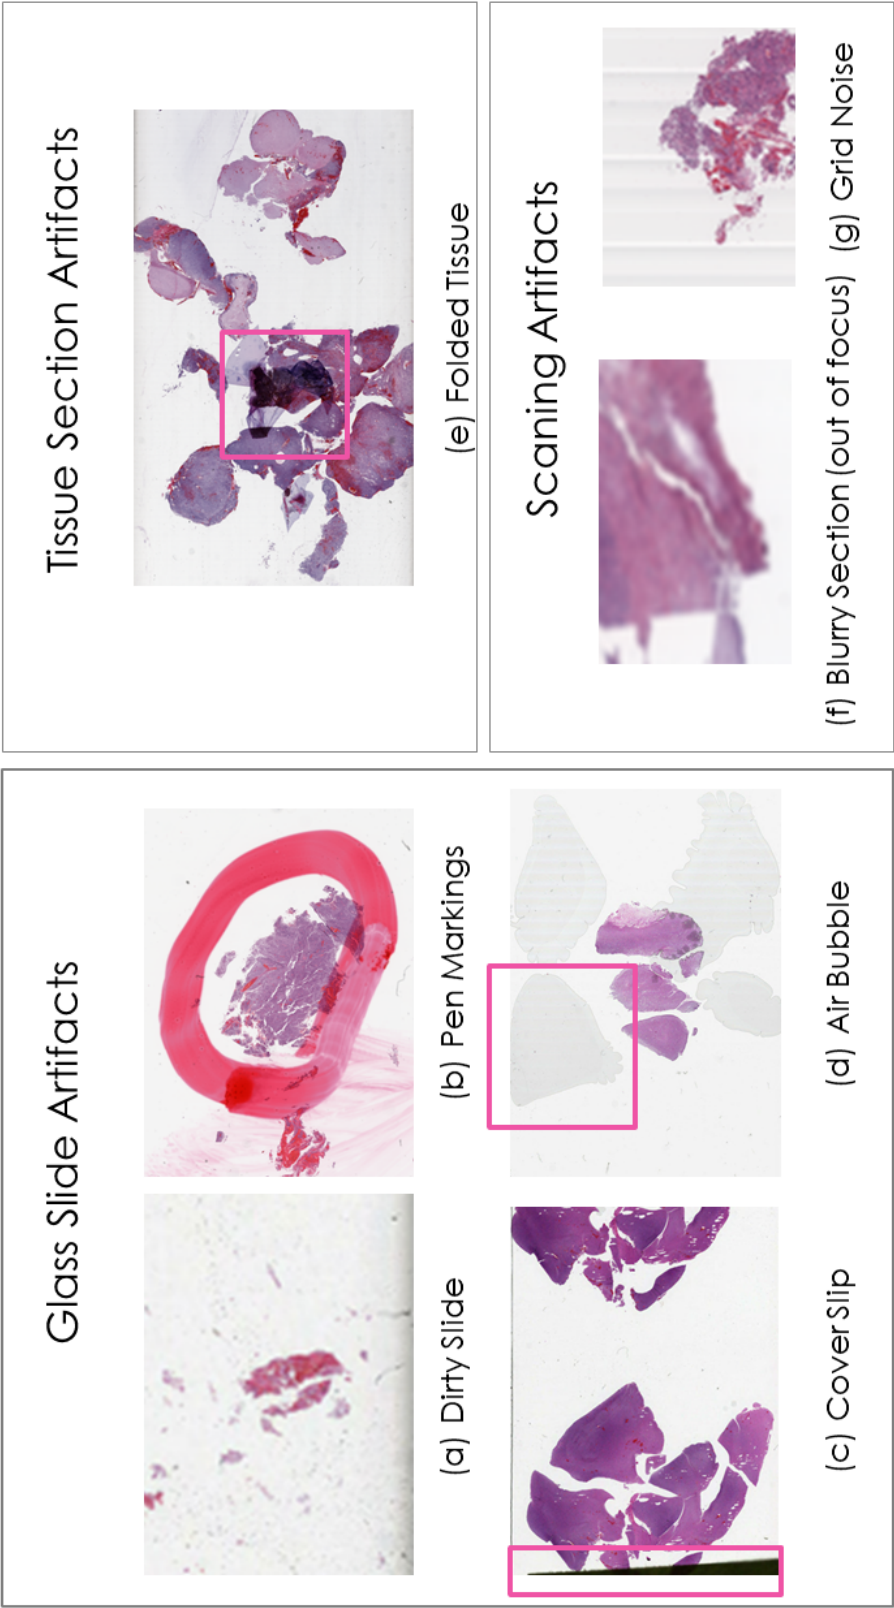 Glass Slide Artifacts
(a) Dirty Slide
(b) Pen Markings
(c) Cover Slip
(d) Air Bubble
Tissue Section Artifacts
(e) Folded Tissue
Scaning Artifacts
(f) Blurry Section (out of focus)
(g) Grid Noise